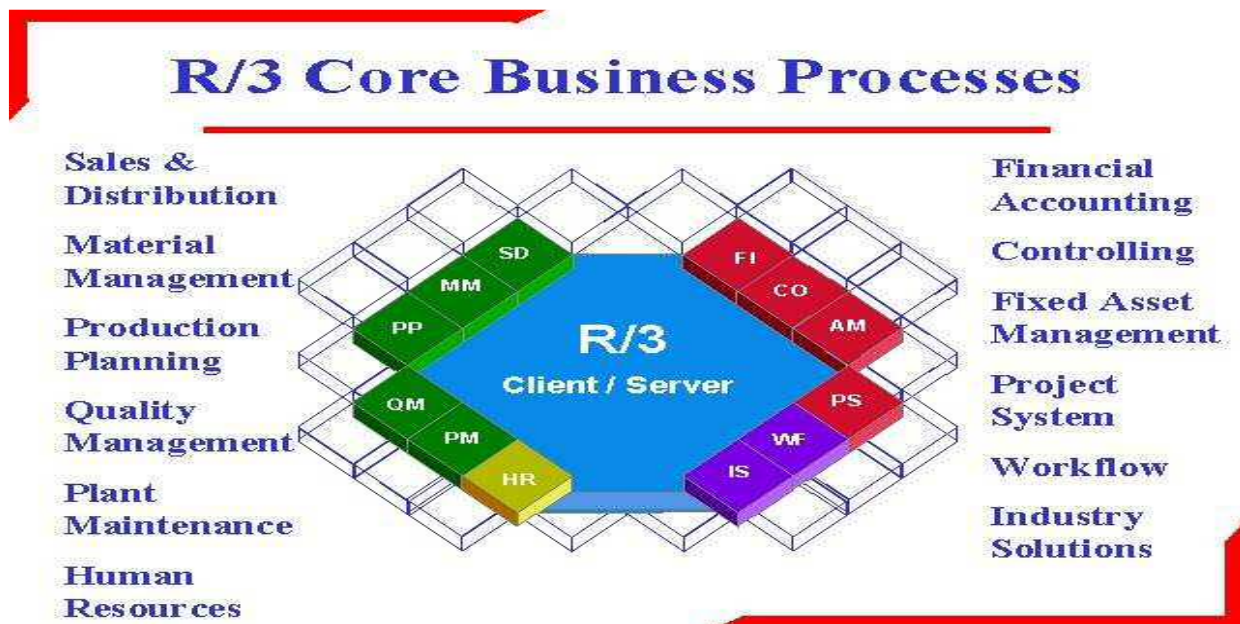 R/3 Core Business Processes
Sales &
Distribution
Material
Management
Production
Planning
Quality
Management
Plant
Maintenance
Human
Resources
SD
MM
PP
QM
PM
HR
R/3
Client / Server
FI
CO
AM
PS
WF
IS
Financial
Accounting
Controlling
Fixed Asset
Management
Project
System
Workflow
Industry
Solutions